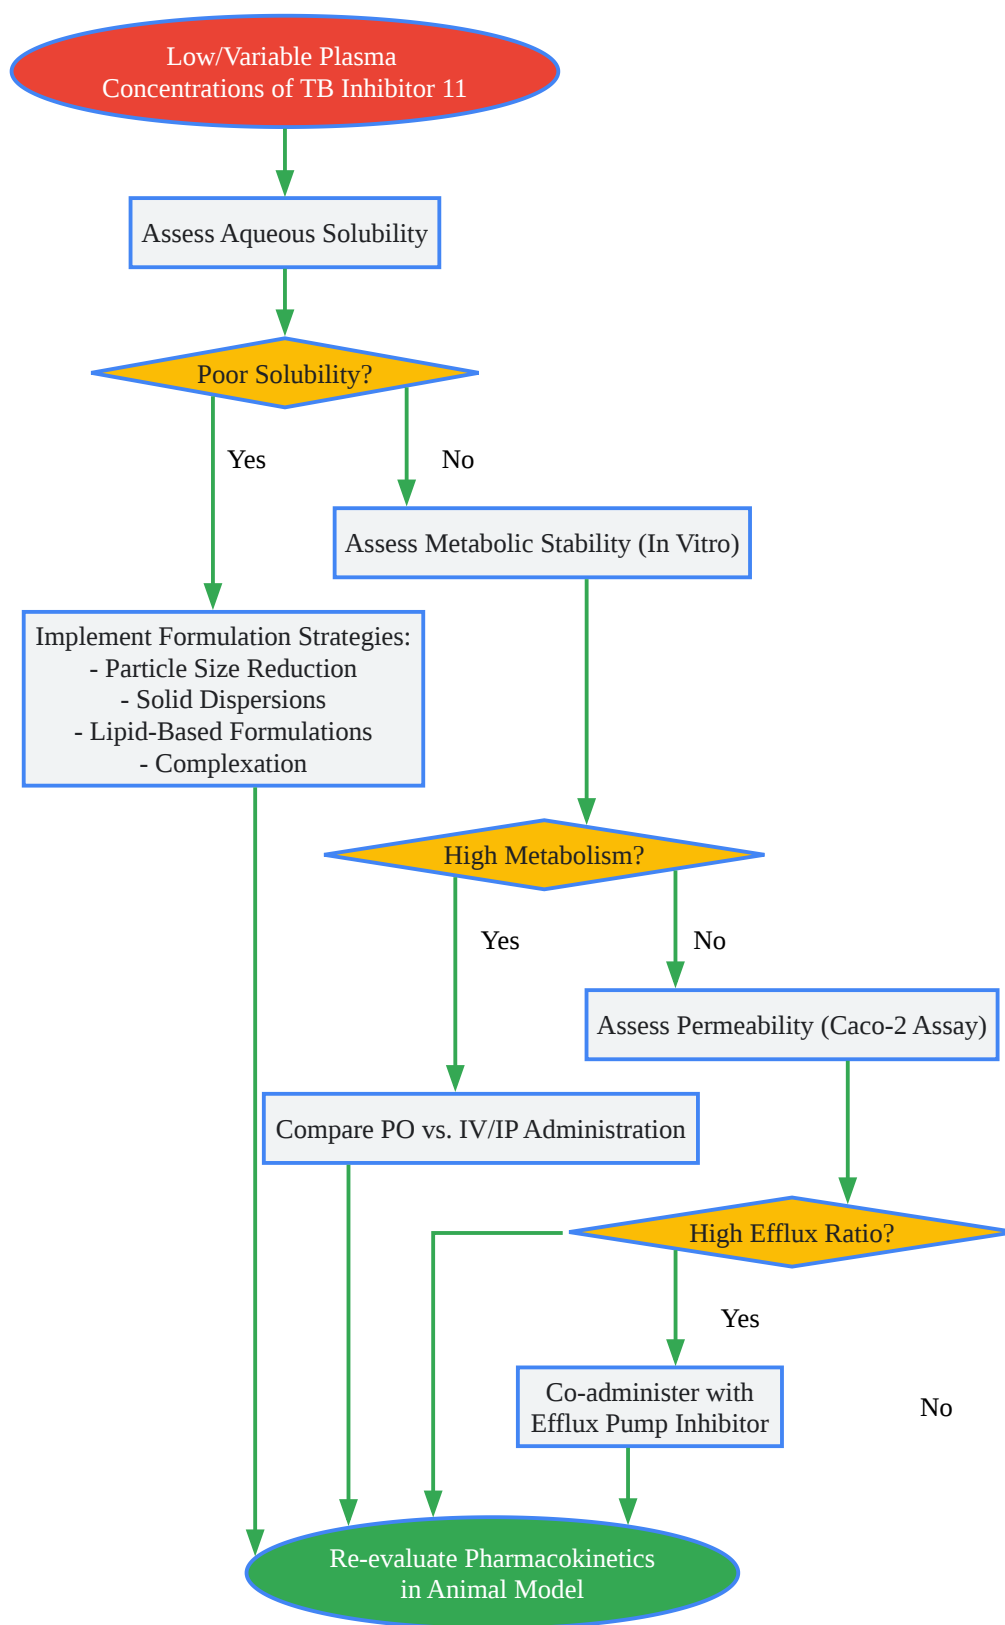 Low/Variable Plasma
Concentrations of TB Inhibitor 11
Assess Aqueous Solubility
Poor Solubility?
Yes
No
Assess Metabolic Stability (In Vitro)
Implement Formulation Strategies:
- Particle Size Reduction
- Solid Dispersions
- Lipid-Based Formulations
- Complexation
High Metabolism?
Yes
No
Assess Permeability (Caco-2 Assay)
Compare PO vs. IV/IP Administration
High Efflux Ratio?
Yes
Co-administer with
Efflux Pump Inhibitor
No
Re-evaluate Pharmacokinetics
in Animal Model